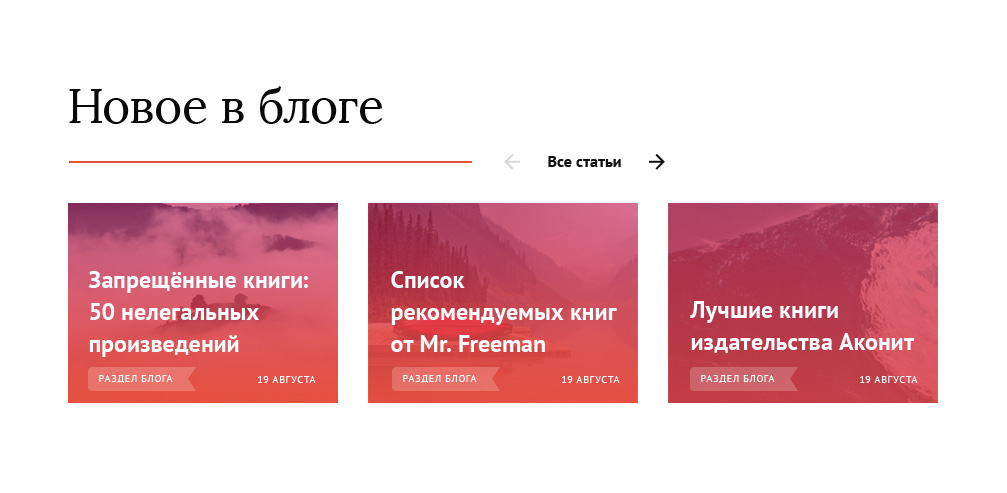 Новое в блоге
Все статьи
Запрещённые книги:
50 нелегальных
произведений
РАЗДЕЛ БЛОГА
19 АВГУСТА
Список
рекомендуемых книг
от Mr. Freeman
РАЗДЕЛ БЛОГА
19 АВГУСТА
Лучшие книги
издательства Аконит
РАЗДЕЛ БЛОГА
19 АВГУСТА